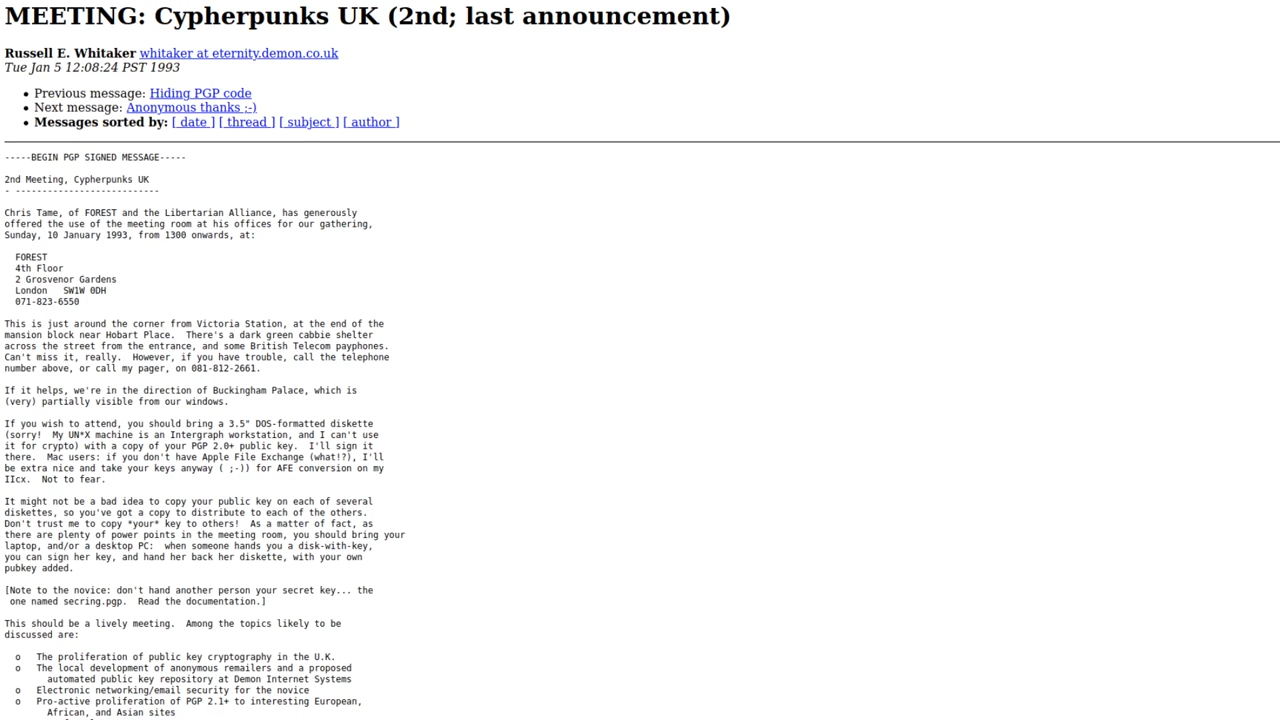 MEETING: Cypherpunks UK (2nd; last announcement)
Russell E. Whitaker whitaker at eternity.demon.co.uk
Tue Jan 5 12:08:24 PST 1993
• Previous message: Hiding PGP code
• Next message: Anonymous thanks ;-)
• Messages sorted by: [ date ] [ thread ] [ subject ] [ author ]
-----BEGIN PGP SIGNED MESSAGE-----
2nd Meeting, Cypherpunks UK
- ---------------------------
Chris Tame, of FOREST and the Libertarian Alliance, has generously
offered the use of the meeting room at his offices for our gathering,
Sunday, 10 January 1993, from 1300 onwards, at:
FOREST
4th Floor
2 Grosvenor Gardens
London   SW1W 0DH
071-823-6550
This is just around the corner from Victoria Station, at the end of the
mansion block near Hobart Place.  There's a dark green cabbie shelter
across the street from the entrance, and some British Telecom payphones.
Can't miss it, really.  However, if you have trouble, call the telephone
number above, or call my pager, on 081-812-2661.
If it helps, we're in the direction of Buckingham Palace, which is
(very) partially visible from our windows.
If you wish to attend, you should bring a 3.5" DOS-formatted diskette
(sorry!  My UN*X machine is an Intergraph workstation, and I can't use
it for crypto) with a copy of your PGP 2.0+ public key.  I'll sign it
there.  Mac users: if you don't have Apple File Exchange (what!?), I'll
be extra nice and take your keys anyway ( ;-)) for AFE conversion on my
IIcx.  Not to fear.
It might not be a bad idea to copy your public key on each of several
diskettes, so you've got a copy to distribute to each of the others.
Don't trust me to copy *your* key to others!  As a matter of fact, as
there are plenty of power points in the meeting room, you should bring your
laptop, and/or a desktop PC:  when someone hands you a disk-with-key,
you can sign her key, and hand her back her diskette, with your own
pubkey added.
[Note to the novice: don't hand another person your secret key... the
one named secring.pgp.  Read the documentation.]
This should be a lively meeting.  Among the topics likely to be
discussed are:
o   The proliferation of public key cryptography in the U.K.
o   The local development of anonymous remailers and a proposed
automated public key repository at Demon Internet Systems
o   Electronic networking/email security for the novice
o   Pro-active proliferation of PGP 2.1+ to interesting European,
African, and Asian sites